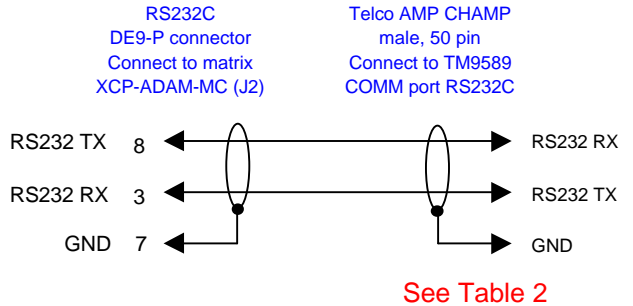 RS232C
DE9-P connector
Connect to matrix
XCP-ADAM-MC (J2)
Telco AMP CHAMP
male, 50 pin
Connect to TM9589
COMM port RS232C
RS232 TX 8 RS232 RX
RS232 RX 3 RS232 TX
GND 7 GND
See Table 2